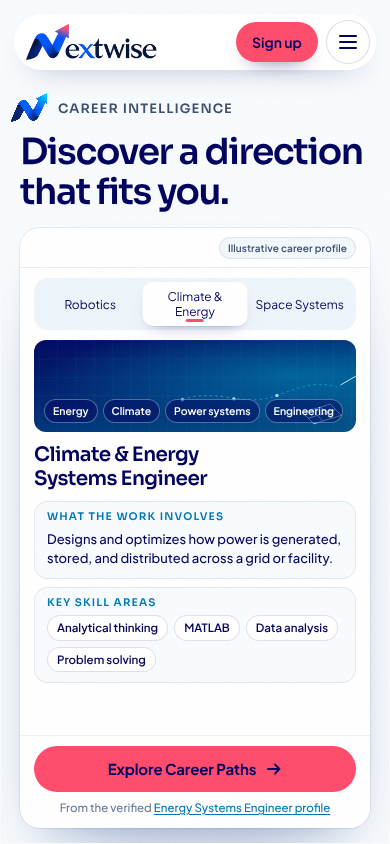 Nextwise
Sign up
CAREER INTELLIGENCE
Discover a direction
that fits you.
Illustrative career profile
Robotics
Climate &
Energy
Space Systems
Energy
Climate
Power systems
Engineering
Climate & Energy
Systems Engineer
WHAT THE WORK INVOLVES
Designs and optimizes how power is generated,
stored, and distributed across a grid or facility.
KEY SKILL AREAS
Analytical thinking
MATLAB
Data analysis
Problem solving
Explore Career Paths →
From the verified Energy Systems Engineer profile